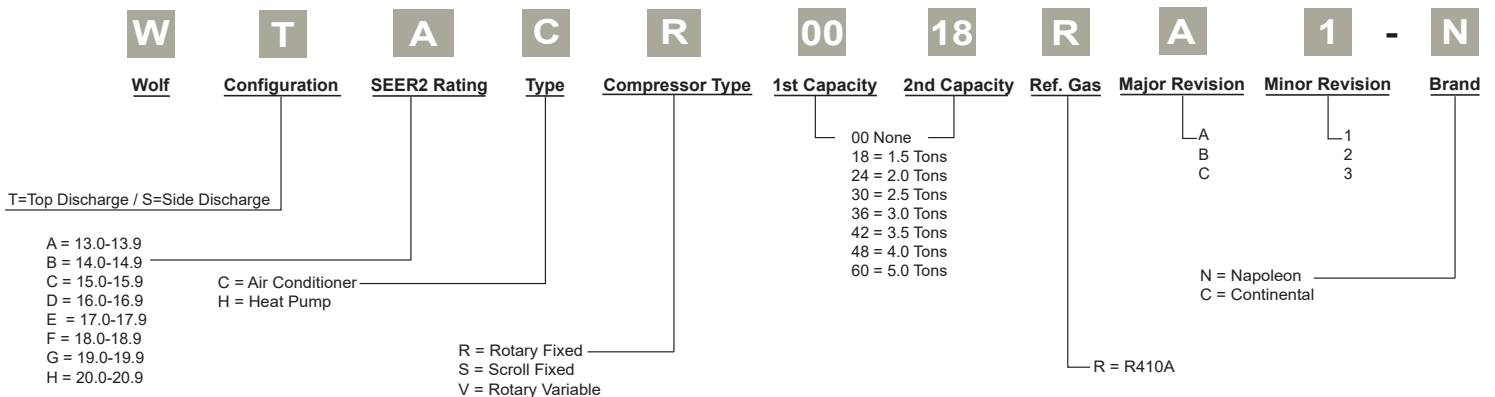 W T A C R 00 18 R A 1 - N
Wolf Configuration SEER2 Rating Type Compressor Type 1st Capacity 2nd Capacity Ref. Gas Major Revision Minor Revision Brand
T=Top Discharge / S=Side Discharge
A = 13.0-13.9
B = 14.0-14.9
C = 15.0-15.9
D = 16.0-16.9
E = 17.0-17.9
F = 18.0-18.9
G = 19.0-19.9
H = 20.0-20.9
C = Air Conditioner
H = Heat Pump
R = Rotary Fixed
S = Scroll Fixed
V = Rotary Variable
00 None
18 = 1.5 Tons
24 = 2.0 Tons
30 = 2.5 Tons
36 = 3.0 Tons
42 = 3.5 Tons
48 = 4.0 Tons
60 = 5.0 Tons
R = R410A
A
B
C
1
2
3
N = Napoleon
C = Continental